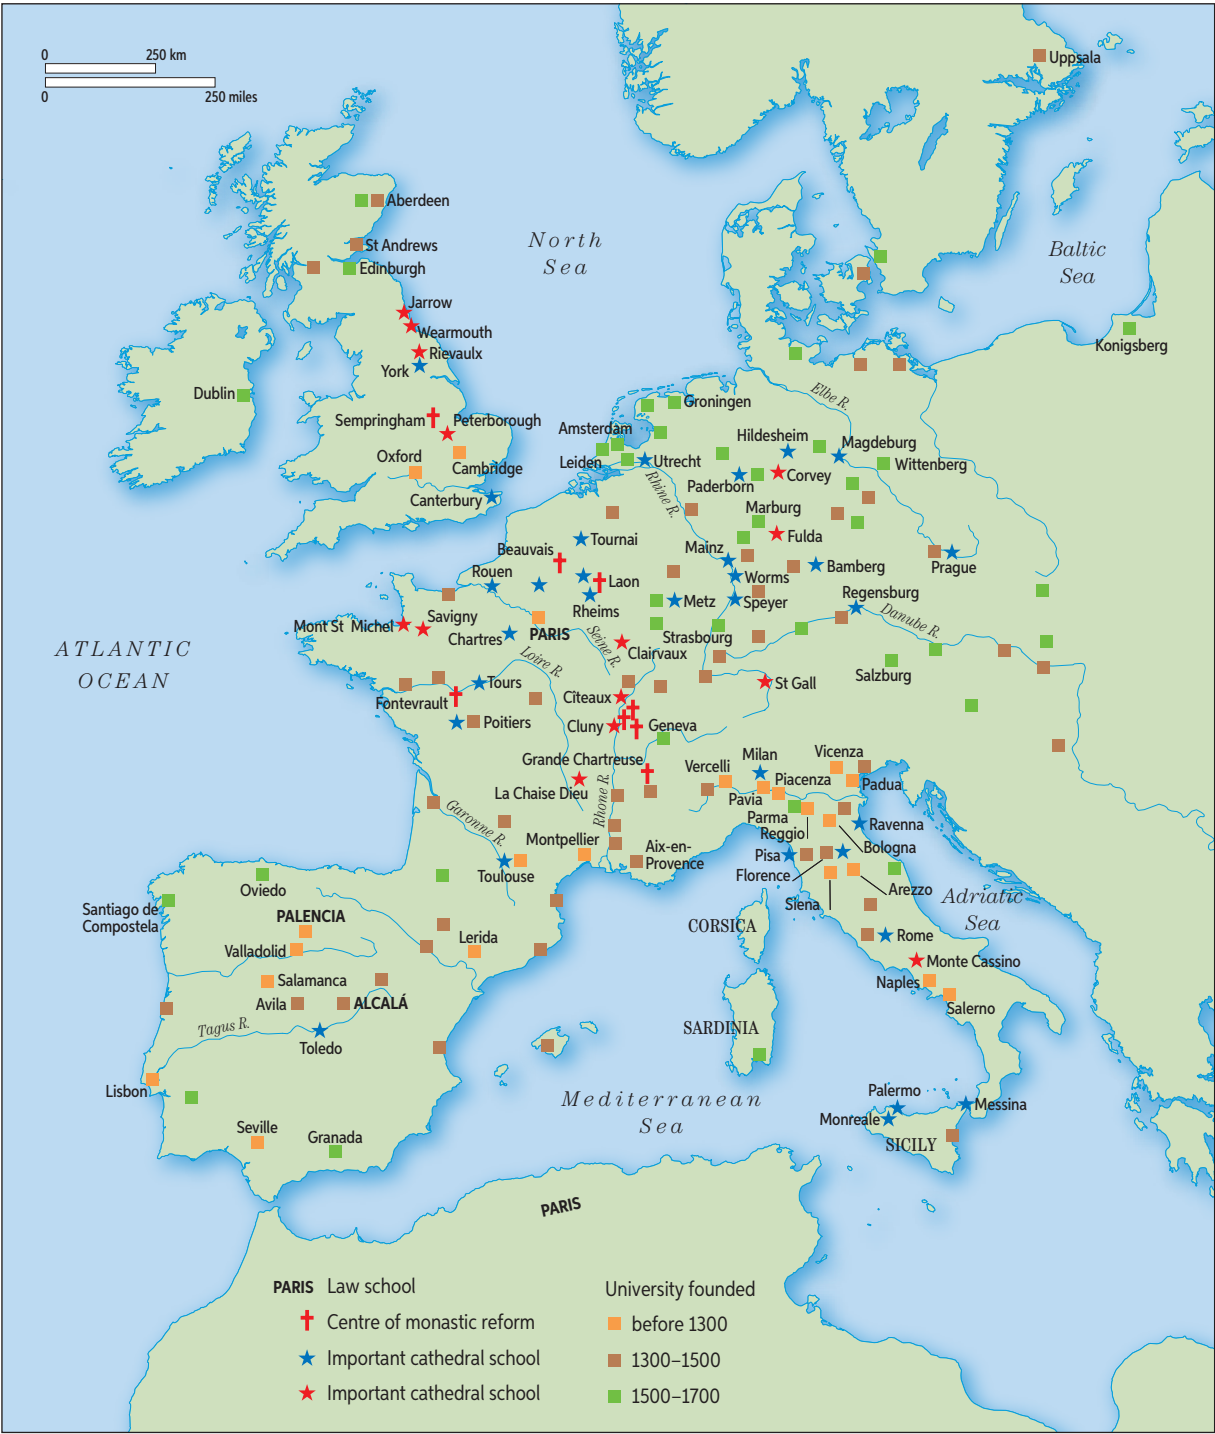 0
250 km
0
250 miles
Uppsala
Aberdeen
St Andrews
Edinburgh
North
Sea
Baltic
Sea
Jarrow
Wearmouth
Rievaulx
York
Konigsberg
Dublin
Elbe R.
Groningen
Sempringham
Peterborough
Amsterdam
Hildesheim
Magdeburg
Oxford
Cambridge
Leiden
Utrecht
Wittenberg
Paderborn
Corvey
Canterbury
Rhine R.
Marburg
Tournai
Fulda
Beauvais
Mainz
Rouen
Laon
Worms
Bamberg
Prague
Rheims
Metz
Speyer
Regensburg
Mont St Michel
Savigny
Chartres
PARIS
Seine R.
Strasbourg
Danube R.
ATLANTIC
OCEAN
Clairvaux
Loire R.
Salzburg
Tours
St Gall
Fontevrault
Cîteaux
Poitiers
Cluny
Geneva
Grande Chartreuse
Vercelli
Milan
Vicenza
Piacenza
Padua
La Chaise Dieu
Rhone R.
Pavia
Garonne R.
Parma
Reggio
Ravenna
Montpellier
Aix-en-
Provence
Pisa
Bologna
Toulouse
Florence
Oviedo
Arezzo
Adriatic
Sea
Siena
Santiago de
Compostela
PALENCIA
CORSICA
Valladolid
Lerida
Rome
Monte Cassino
Salamanca
Naples
Avila
ALCALÁ
Salerno
Tagus R.
SARDINIA
Toledo
Lisbon
Mediterranean
Sea
Palermo
Messina
Monreale
Seville
Granada
SICILY
PARIS
PARIS Law school
Centre of monastic reform
Important cathedral school
Important cathedral school
University founded
before 1300
1300–1500
1500–1700